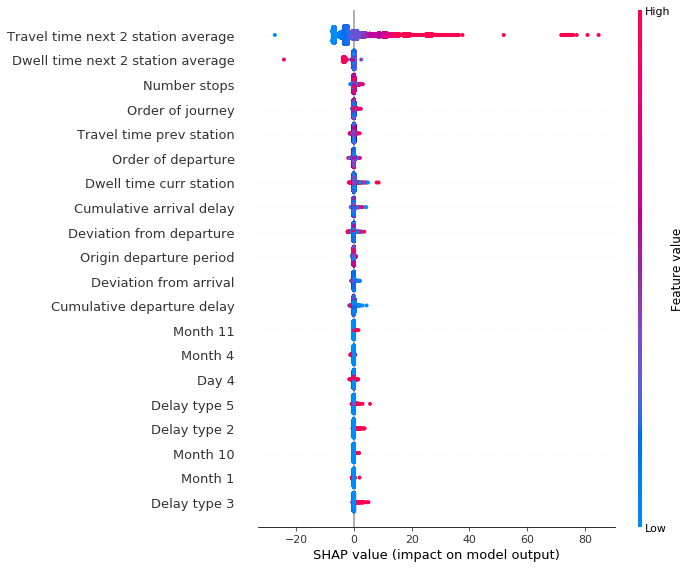 High
Travel time next 2 station average
Dwell time next 2 station average
Number stops
Order of journey
Travel time prev station
Order of departure
Dwell time curr station
Cumulative arrival delay
Deviation from departure
Origin departure period
Deviation from arrival
Cumulative departure delay
Month 11
Month 4
Day 4
Delay type 5
Delay type 2
Month 10
Month 1
Delay type 3
Feature value
Low
−20 0 20 40 60 80
SHAP value (impact on model output)